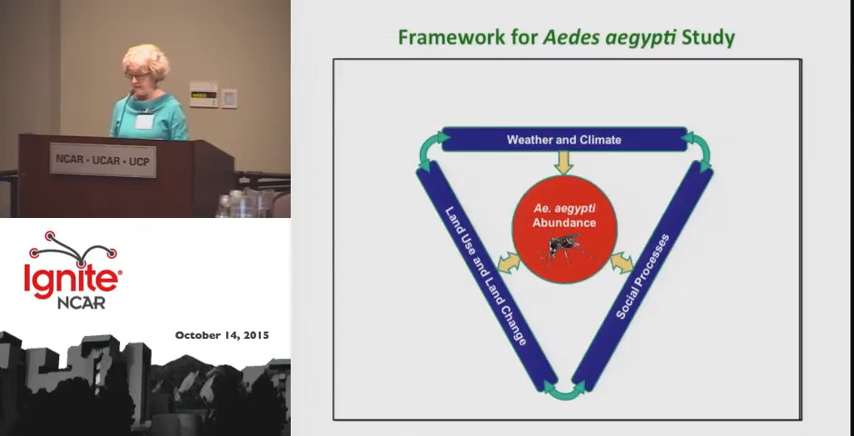 Framework for Aedes aegypti Study
NCAR • UCAR • UCP
Weather and Climate
Ae. aegypti
Abundance
Land Use and Land Change
Social Processes
Ignite®
NCAR
October 14, 2015